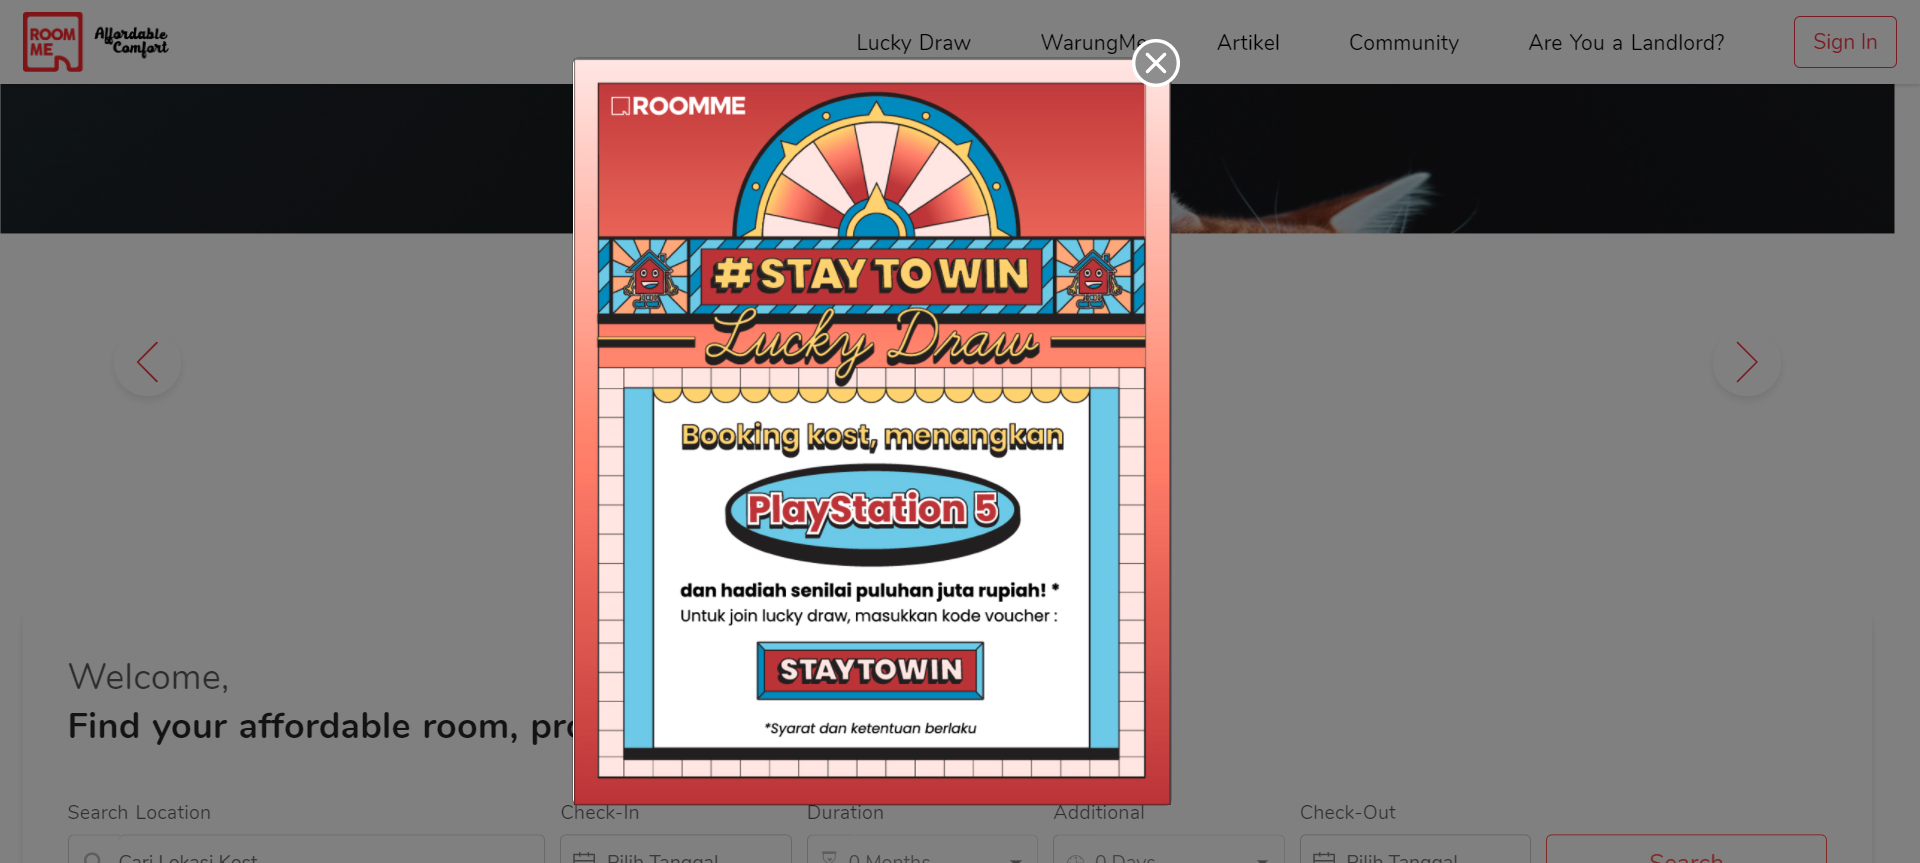 ROOM
ME
Affordable
Comfort
Lucky Draw
WarungMe
Artikel
Community
Are You a Landlord?
Sign In
ROOMME
#STAY TO WIN
Lucky Draw
Booking kost, menangkan
PlayStation 5
dan hadiah senilai puluhan juta rupiah! *
Untuk join lucky draw, masukkan kode voucher :
STAYTOWIN
*Syarat dan ketentuan berlaku
Welcome,
Find your affordable room,
Search Location
Check-In
Duration
Additional
Check-Out
Cari Lokasi Kost
Pilih Tanggal
0 Months
0 Days
Pilih Tanggal
Search